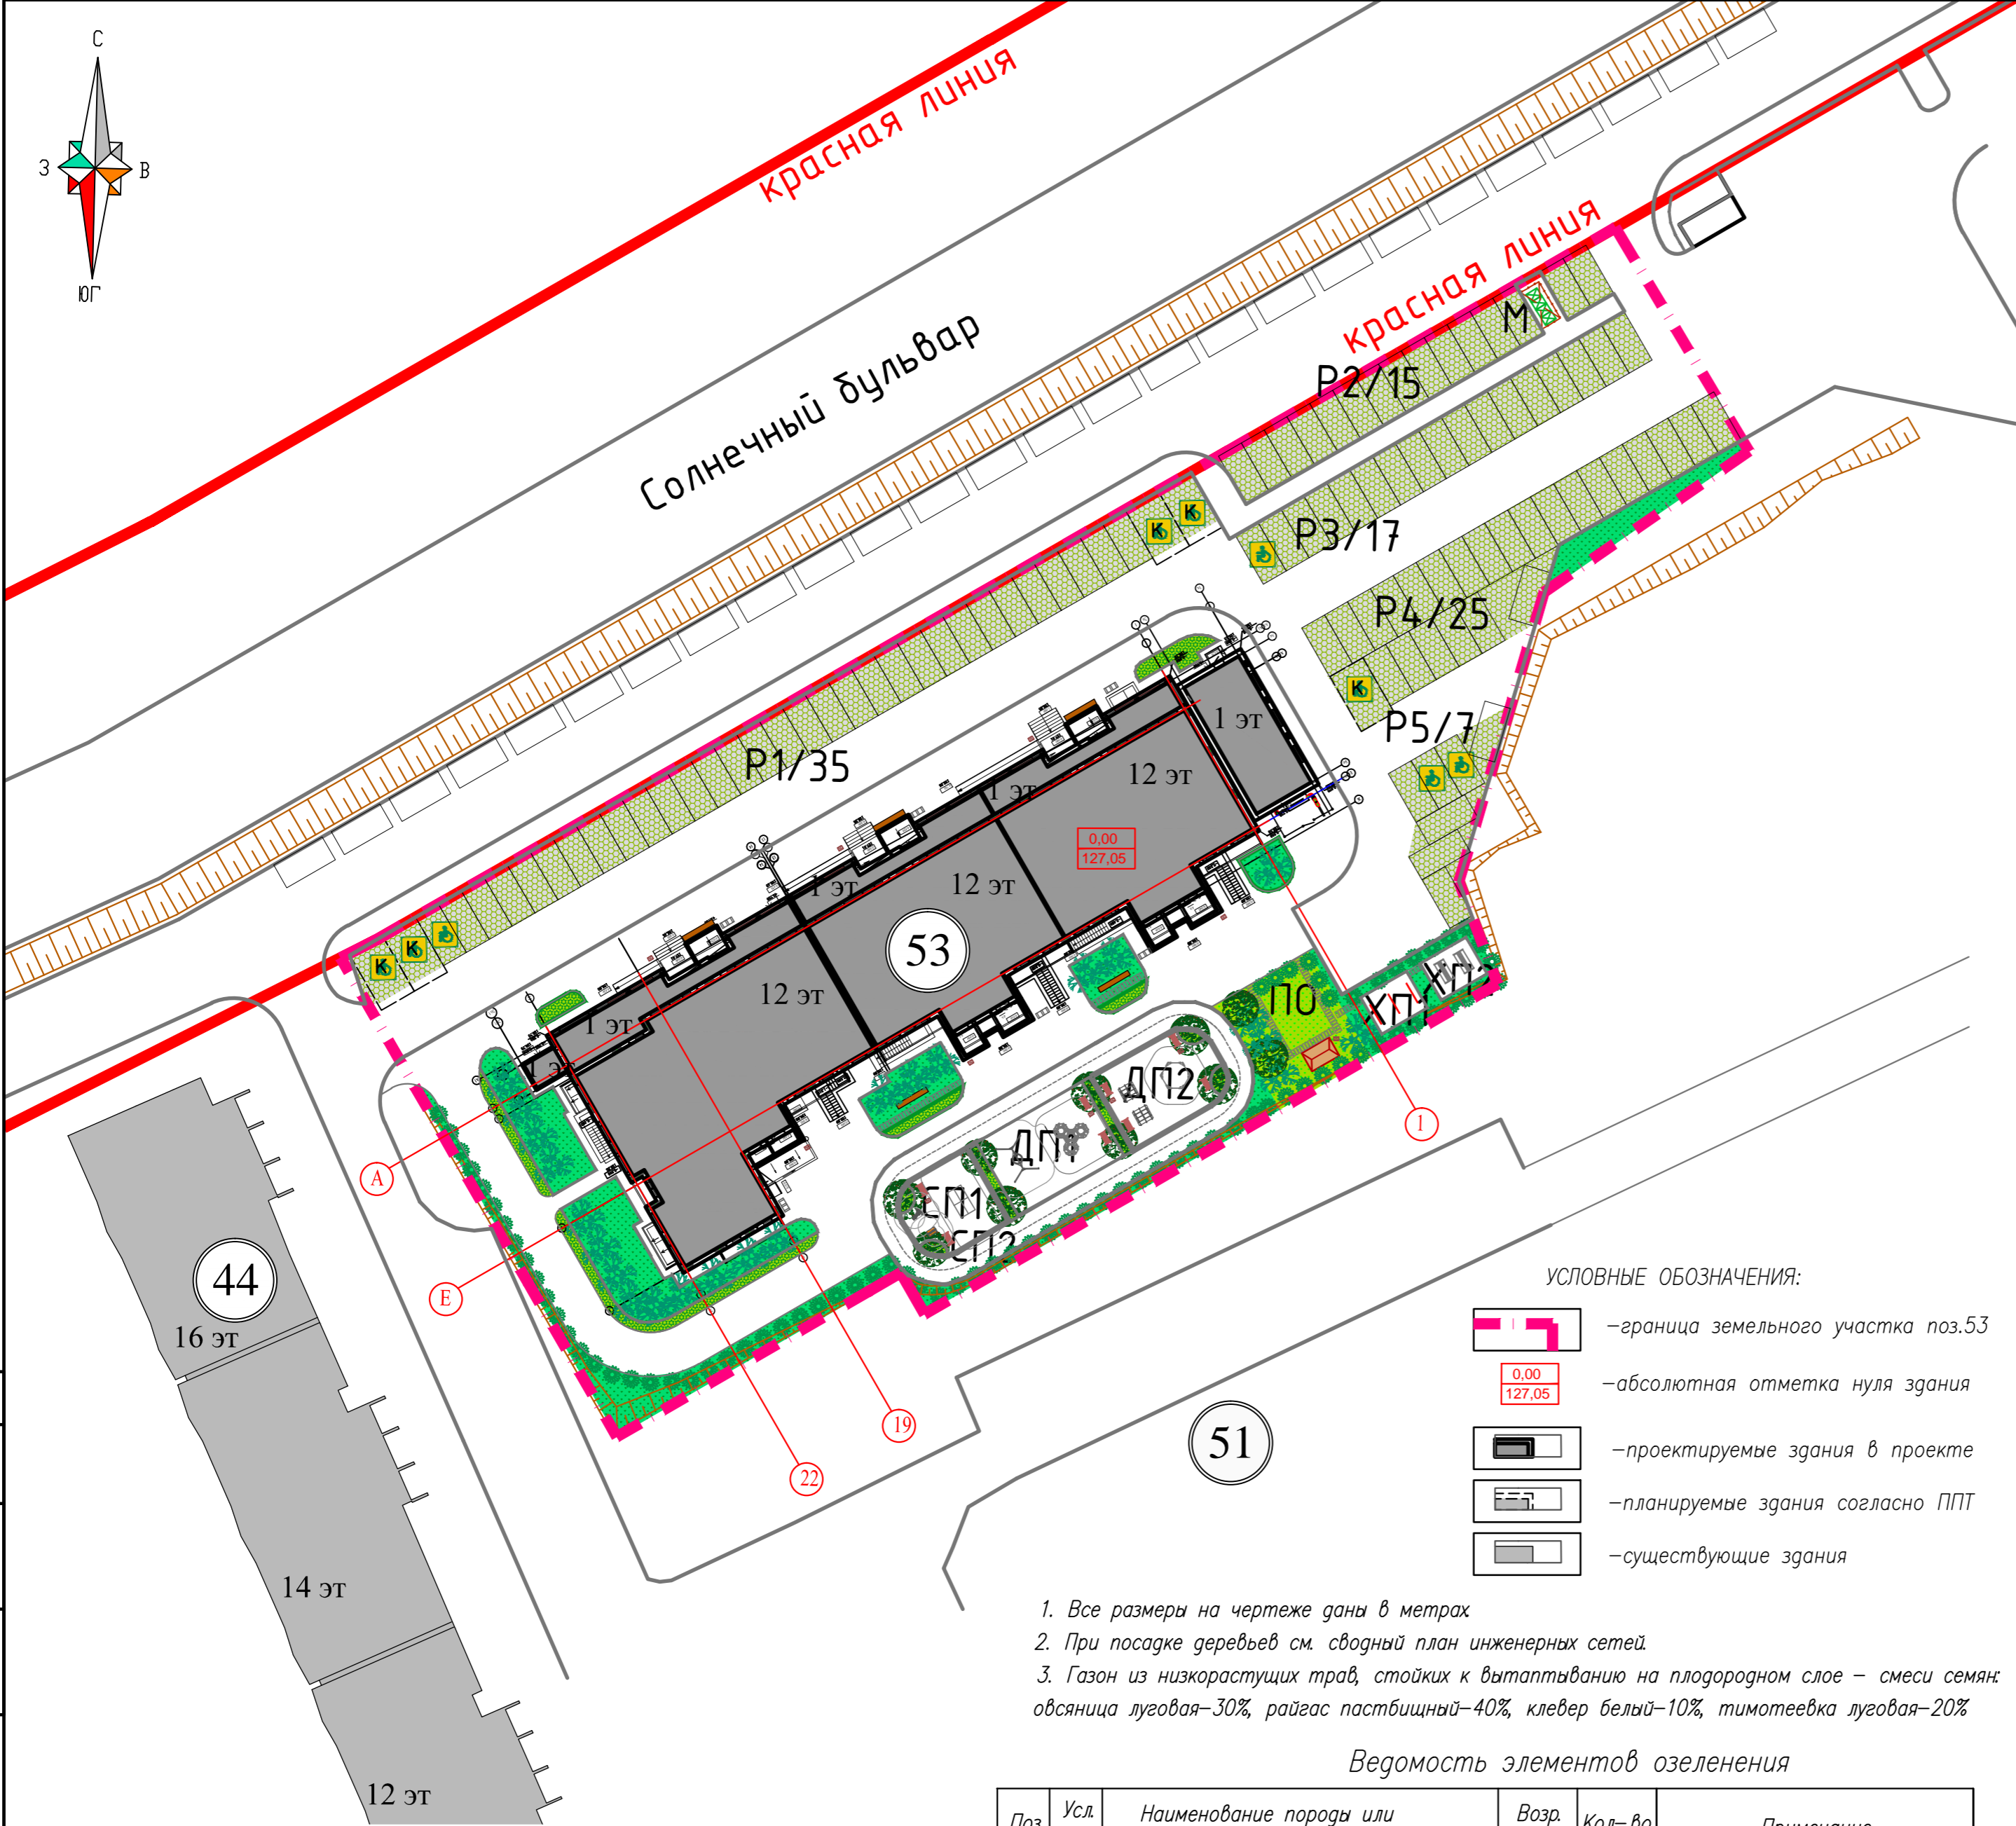 С
З
В
ЮГ
красная линия
Солнечный бульвар
красная линия
М
Р2/15
Р3/17
Р4/25
Р5/7
Р1/35
1 эт
12 эт
1 эт
0,00
127,05
1 эт
12 эт
53
12 эт
1 эт
1 эт
ПО
ХП1
ХП2
ДП2
ДП1
СП1
СП2
1
А
Е
19
22
44
16 эт
14 эт
12 эт
51
УСЛОВНЫЕ ОБОЗНАЧЕНИЯ:
–граница земельного участка поз.53
0,00
127,05
–абсолютная отметка нуля здания
–проектируемые здания в проекте
–планируемые здания согласно ППТ
–существующие здания
1. Все размеры на чертеже даны в метрах
2. При посадке деревьев см. сводный план инженерных сетей.
3. Газон из низкорастущих трав, стойких к вытаптыванию на плодородном слое – смеси семян:
овсяница луговая–30%, райгас пастбищный–40%, клевер белый–10%, тимотеевка луговая–20%
Ведомость элементов озеленения
Поз
Усл.
Наименование породы или
Возр.
Кол–во
Примечание